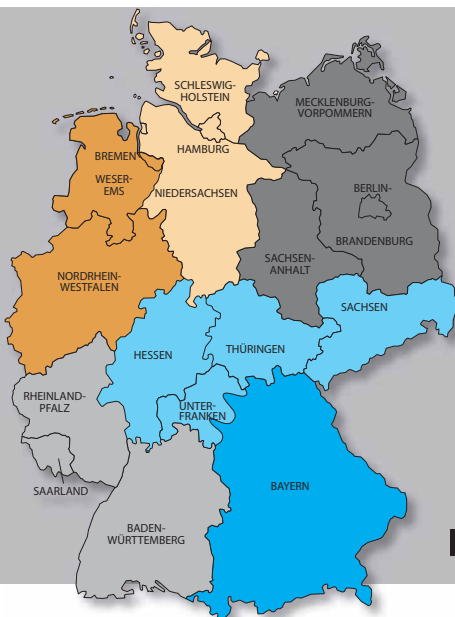 SCHLESWIG-
HOLSTEIN
MECKLENBURG-
VORPOMMERN
HAMBURG
BREMEN
WESER-
EMS
NIEDERSACHSEN
BERLIN-
BRANDENBURG
SACHSEN-
ANHALT
NORDRHEIN-
WESTFALEN
SACHSEN
HESSEN
THÜRINGEN
RHEINLAND-
PFALZ
UNTER-
FRANKEN
SAARLAND
BAYERN
BADEN-
WÜRTTEMBERG